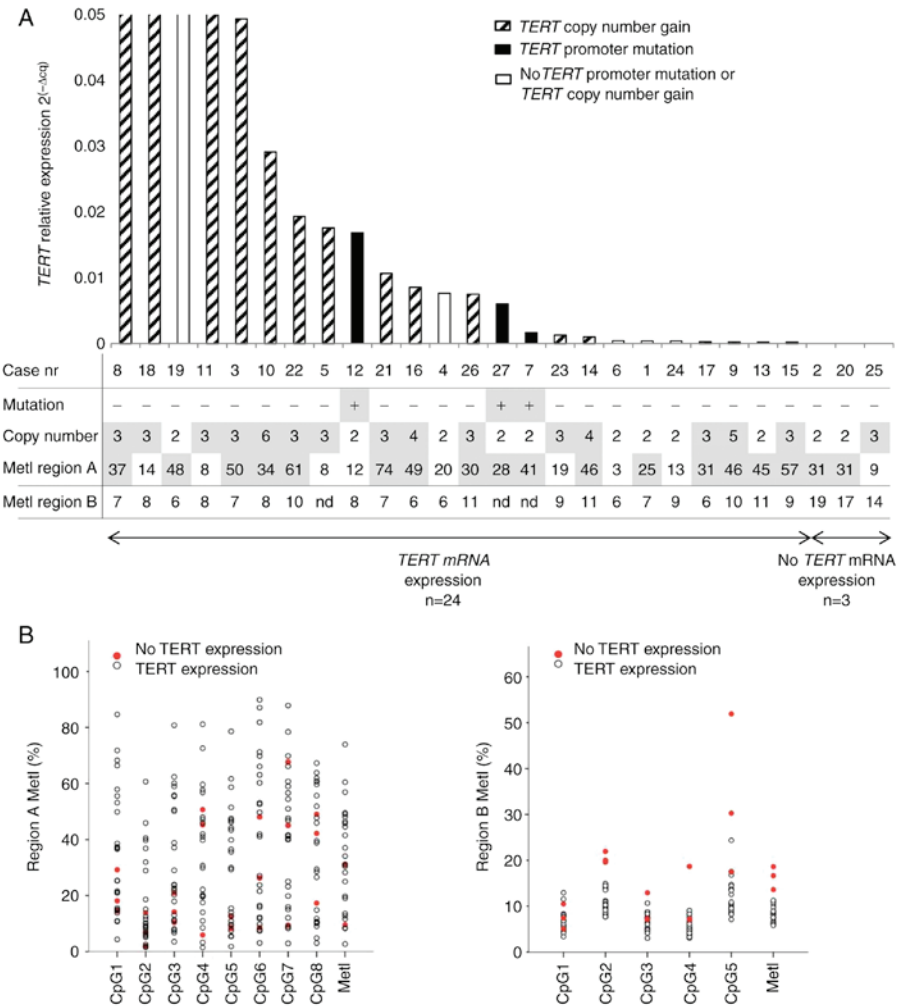 A
TERT relative expression 2(−Δcq)
0.05
0.04
0.03
0.02
0.01
0
TERT copy number gain
TERT promoter mutation
No TERT promoter mutation or
TERT copy number gain
Case nr 8 18 19 11 3 10 22 5 12 21 16 4 26 27 7 23 14 6 1 24 17 9 13 15 2 20 25
Mutation − − − − − − − − + − − − − + + − − − − − − − − − − − −
Copy number 3 3 2 3 3 6 3 3 2 3 4 2 3 2 2 3 4 2 2 2 3 5 2 3 2 2 3
Metl region A 37 14 48 8 50 34 61 8 12 74 49 20 30 28 41 19 46 3 25 13 31 46 45 57 31 31 9
Metl region B 7 8 6 8 7 8 10 nd 8 7 6 6 11 nd nd 9 11 6 7 9 6 10 11 9 19 17 14
TERT mRNA
expression
n=24
No TERT mRNA
expression
n=3
B
No TERT expression
TERT expression
Region A Metl (%)
100
80
60
40
20
0
CpG1 CpG2 CpG3 CpG4 CpG5 CpG6 CpG7 CpG8 Metl
No TERT expression
TERT expression
Region B Metl (%)
60
50
40
30
20
10
0
CpG1 CpG2 CpG3 CpG4 CpG5 Metl